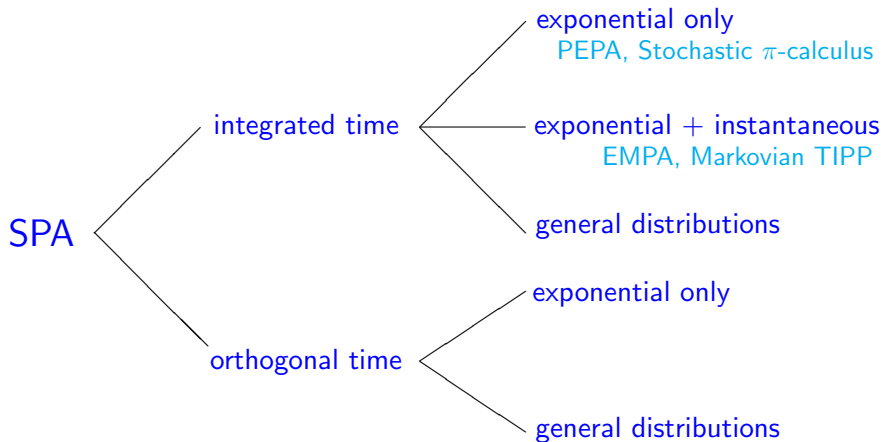 exponential only
PEPA, Stochastic π-calculus
integrated time
exponential + instantaneous
EMPA, Markovian TIPP
general distributions
SPA
exponential only
orthogonal time
general distributions